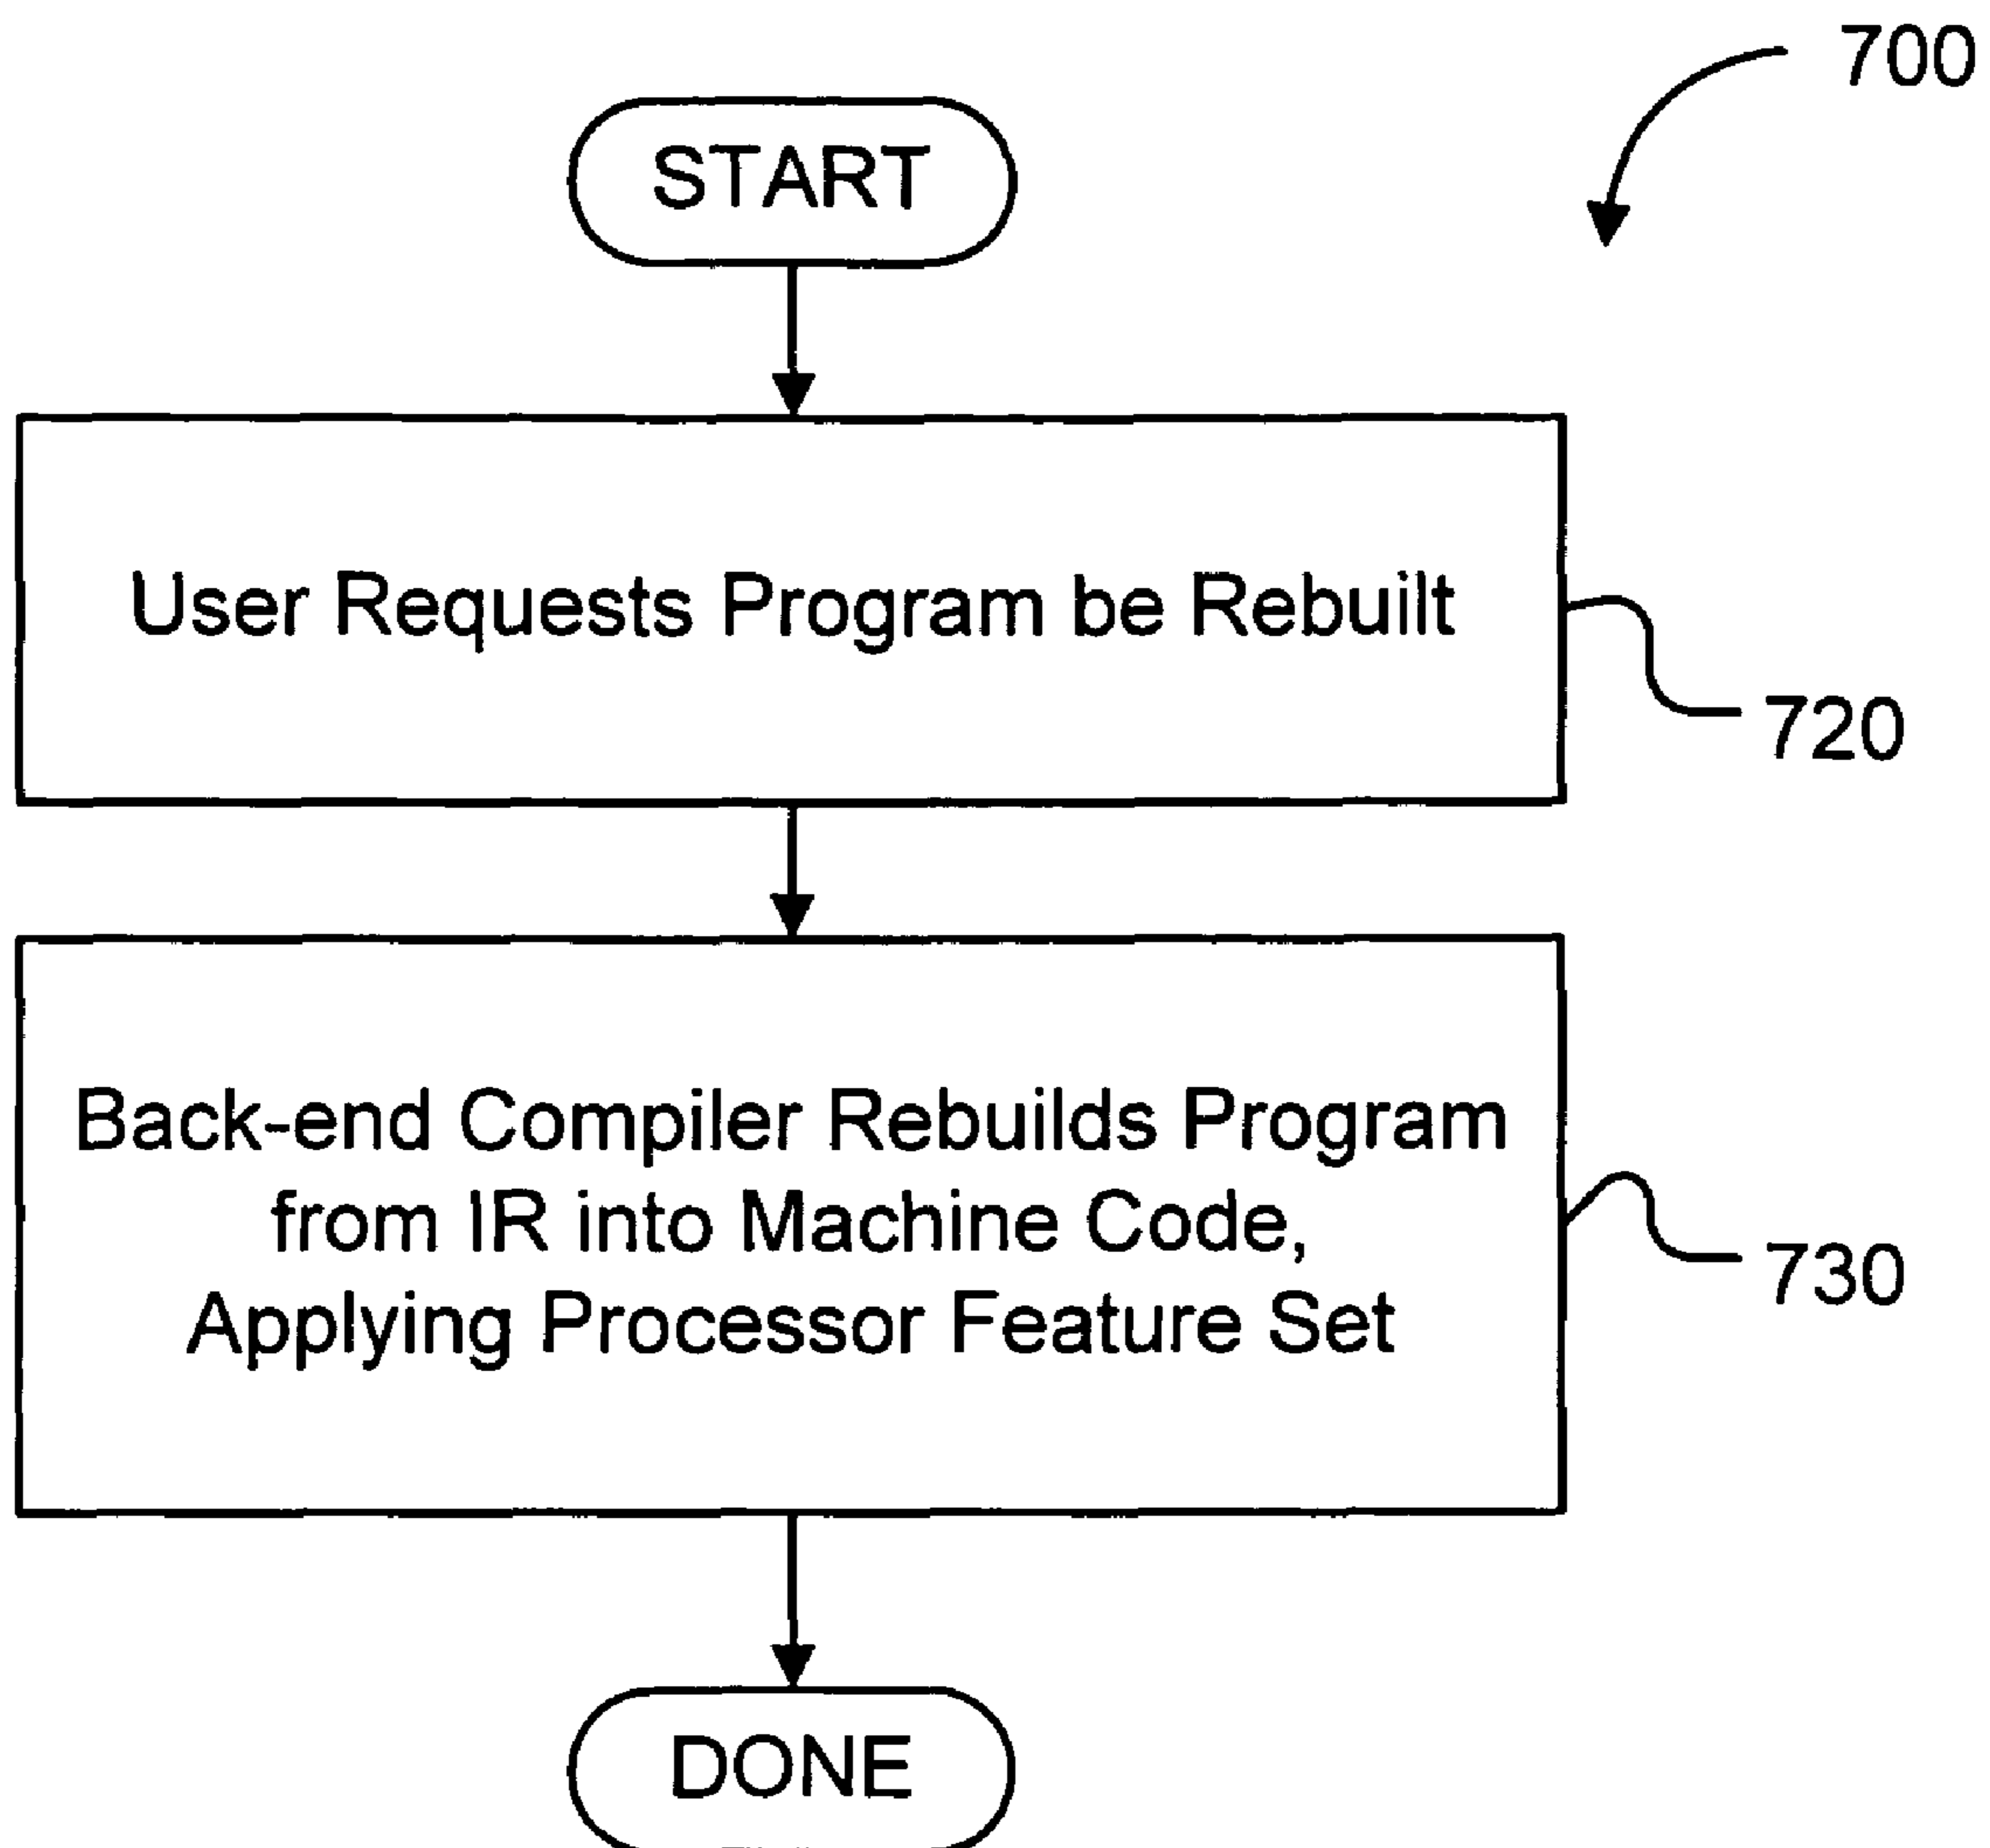 700
START
User Requests Program be Rebuilt
720
Back-end Compiler Rebuilds Program
from IR into Machine Code,
Applying Processor Feature Set
730
DONE